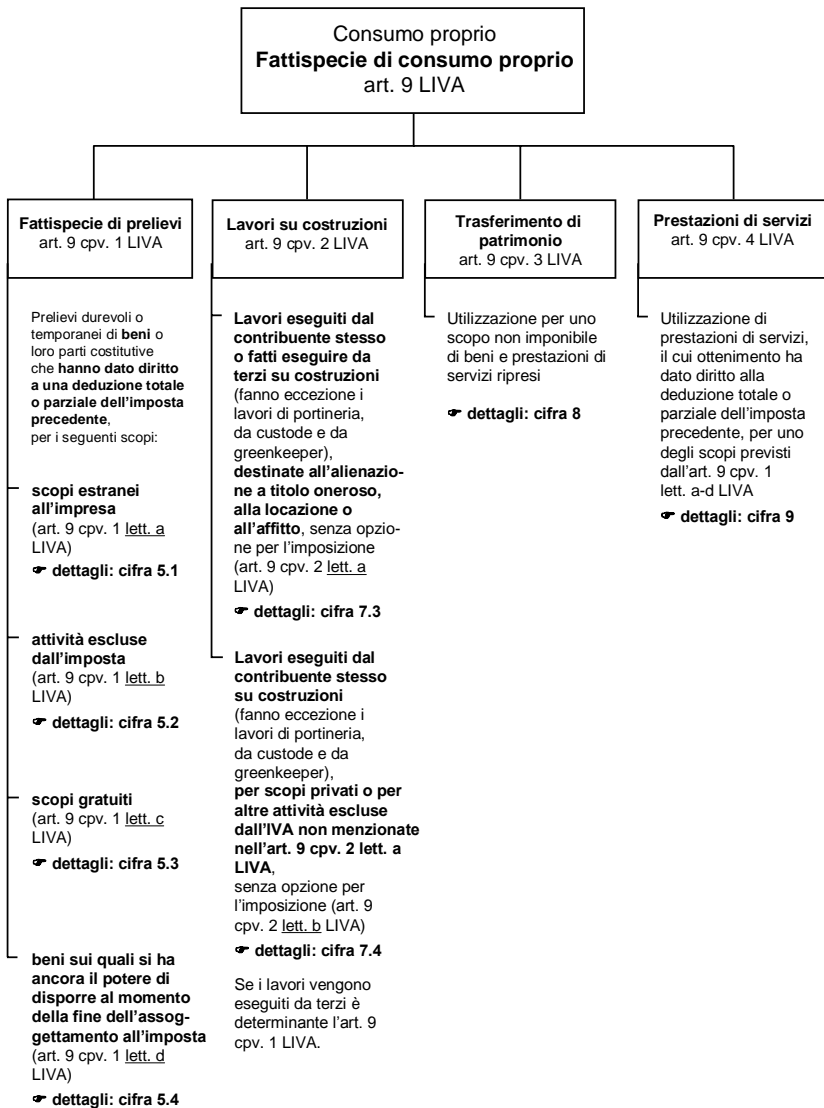 Consumo proprio
Fattispecie di consumo proprio
art. 9 LIVA
Fattispecie di prelievi
art. 9 cpv. 1 LIVA
Prelievi durevoli o
temporanei di beni o
loro parti costitutive
che hanno dato diritto
a una deduzione totale
o parziale dell'imposta
precedente,
per i seguenti scopi:
scopi estranei
all'impresa
(art. 9 cpv. 1 lett. a
LIVA)
☛ dettagli: cifra 5.1
attività escluse
dall'imposta
(art. 9 cpv. 1 lett. b
LIVA)
☛ dettagli: cifra 5.2
scopi gratuiti
(art. 9 cpv. 1 lett. c
LIVA)
☛ dettagli: cifra 5.3
beni sui quali si ha
ancora il potere di
disporre al momento
della fine dell'assog-
gettamento all'imposta
(art. 9 cpv. 1 lett. d
LIVA)
☛ dettagli: cifra 5.4
Lavori su costruzioni
art. 9 cpv. 2 LIVA
Lavori eseguiti dal
contribuente stesso
o fatti eseguire da
terzi su costruzioni
(fanno eccezione i
lavori di portineria,
da custode e da
greenkeeper),
destinate all'alienazio-
ne a titolo oneroso,
alla locazione o
all'affitto, senza opzio-
ne per l'imposizione
(art. 9 cpv. 2 lett. a
LIVA)
☛ dettagli: cifra 7.3
Lavori eseguiti dal
contribuente stesso
su costruzioni
(fanno eccezione i
lavori di portineria,
da custode e da
greenkeeper),
per scopi privati o per
altre attività escluse
dall'IVA non menzionate
nell'art. 9 cpv. 2 lett. a
LIVA,
senza opzione per
l'imposizione (art. 9
cpv. 2 lett. b LIVA)
☛ dettagli: cifra 7.4
Se i lavori vengono
eseguiti da terzi è
determinante l'art. 9
cpv. 1 LIVA.
Trasferimento di
patrimonio
art. 9 cpv. 3 LIVA
Utilizzazione per uno
scopo non imponibile
di beni e prestazioni di
servizi ripresi
☛ dettagli: cifra 8
Prestazioni di servizi
art. 9 cpv. 4 LIVA
Utilizzazione di
prestazioni di servizi,
il cui ottenimento ha
dato diritto alla
deduzione totale o
parziale dell'imposta
precedente, per uno
degli scopi previsti
dall'art. 9 cpv. 1
lett. a-d LIVA
☛ dettagli: cifra 9